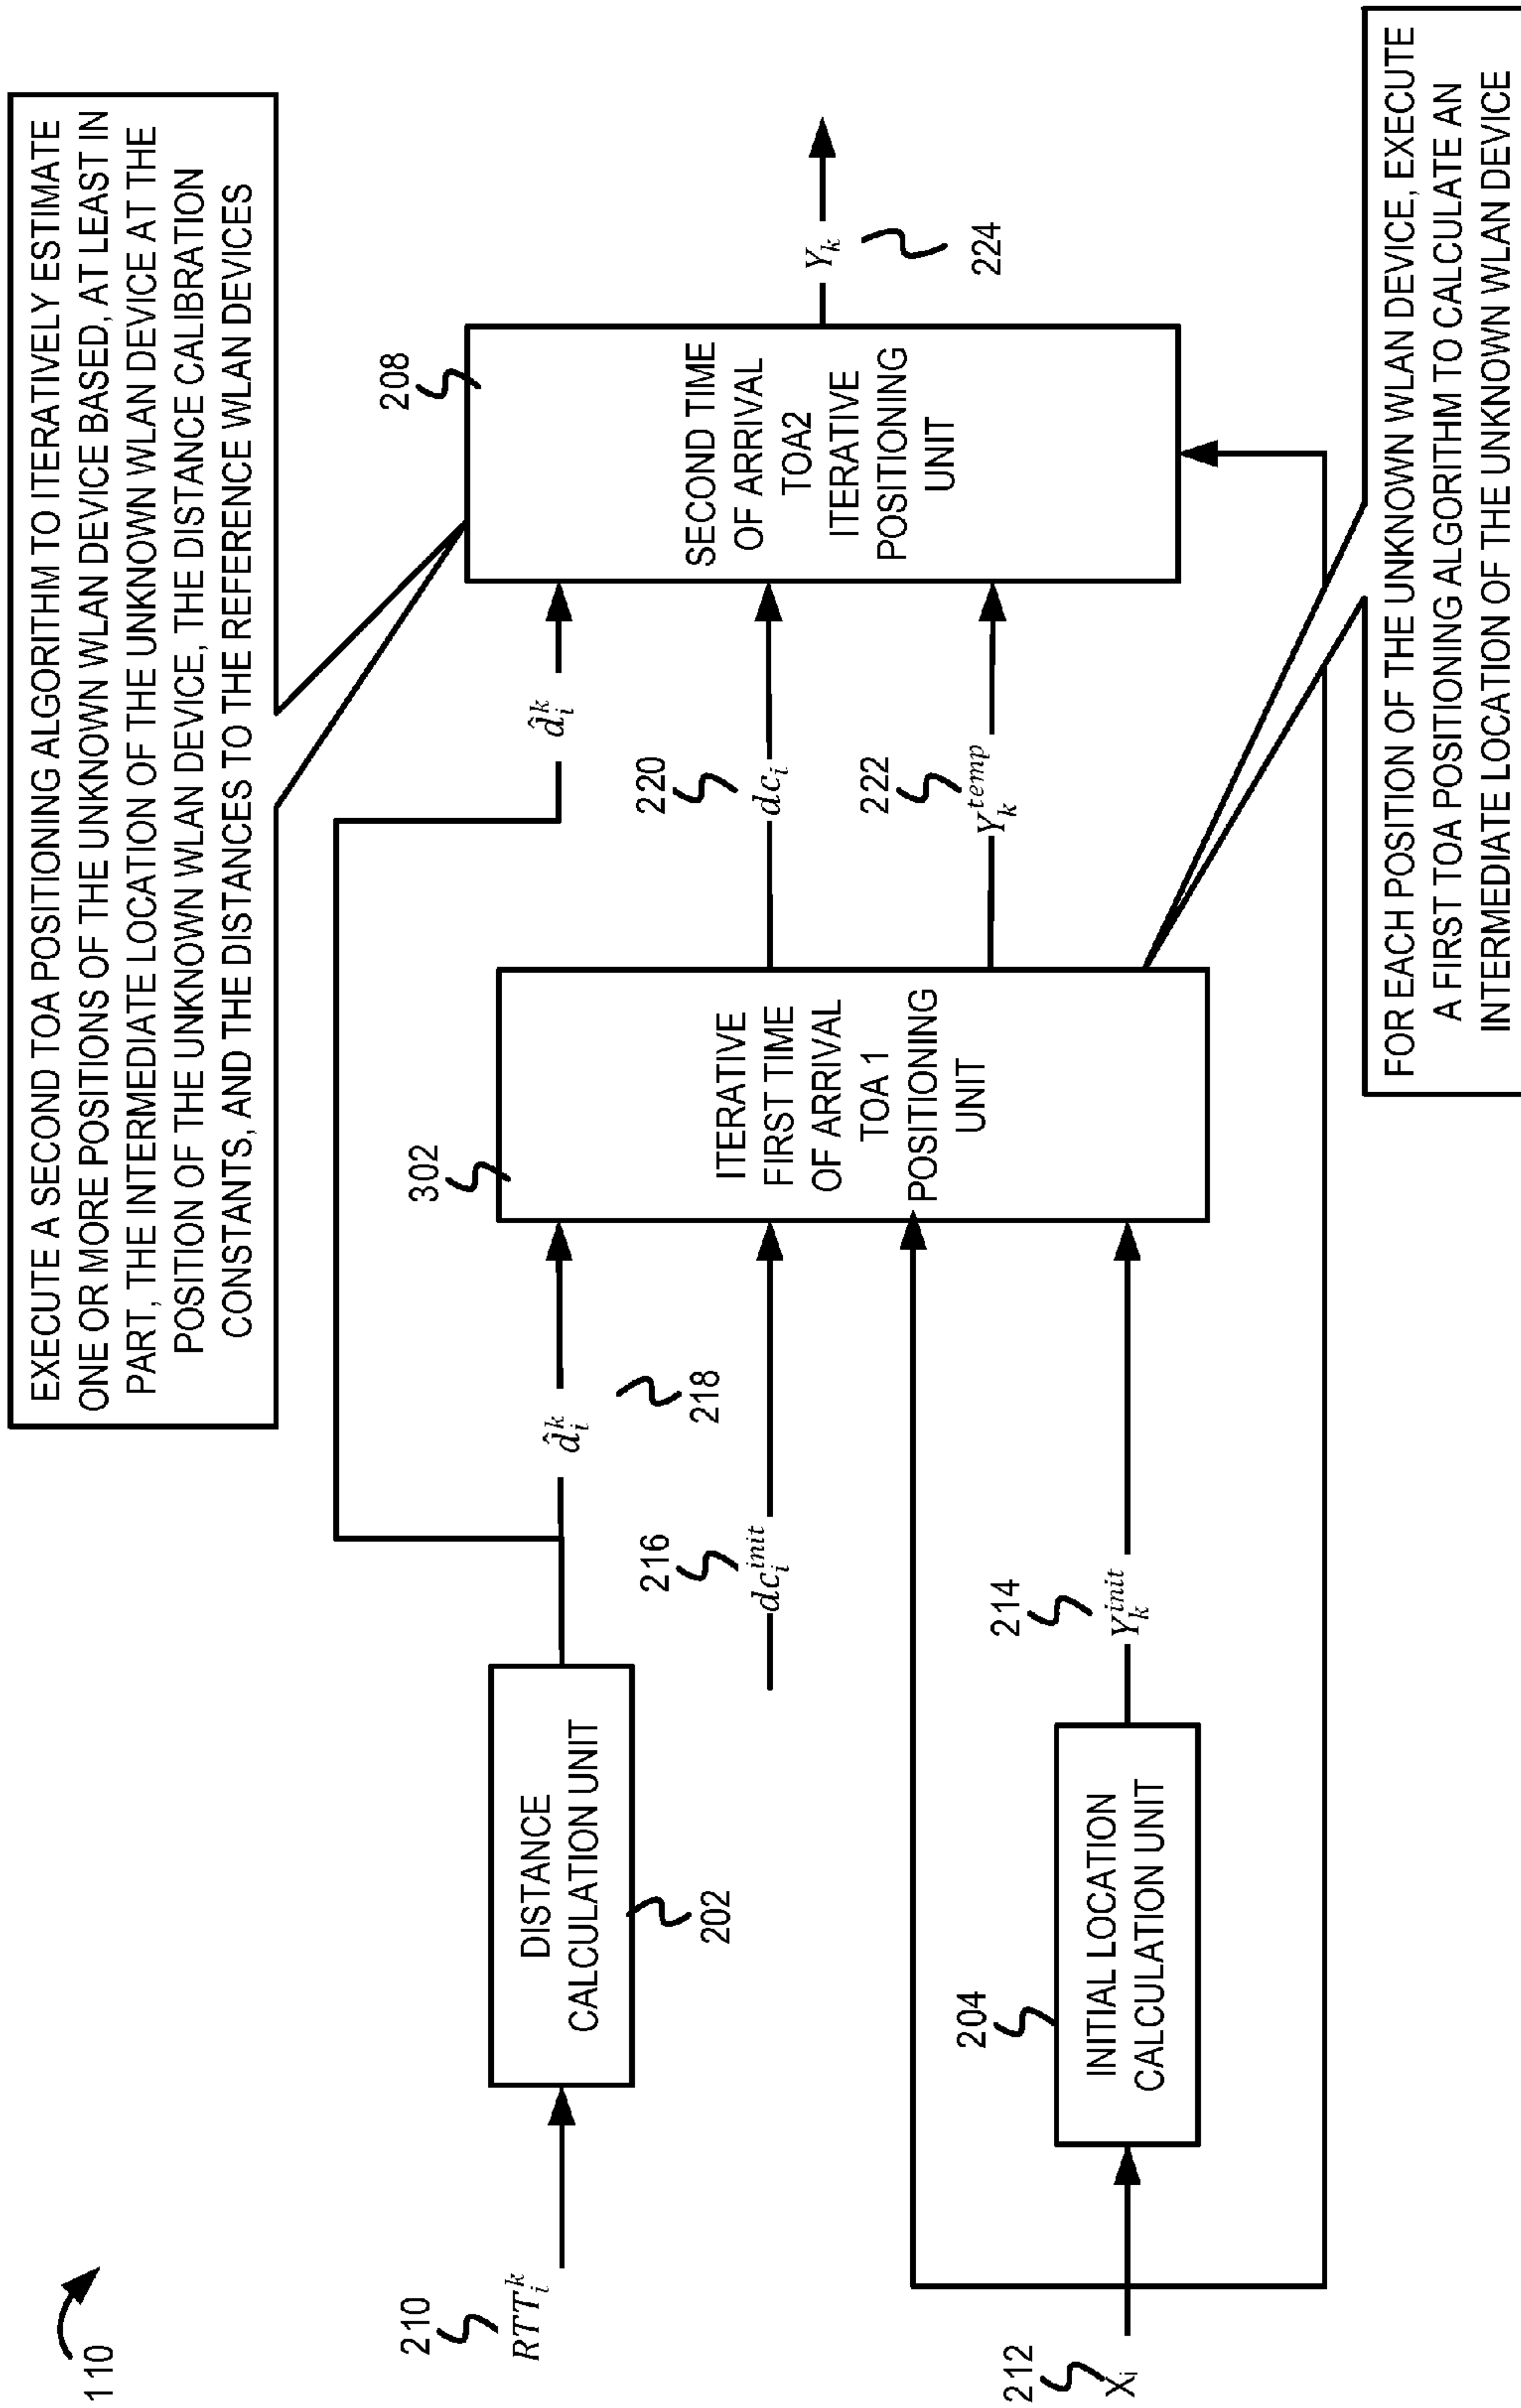 110
EXECUTE A SECOND TOA POSITIONING ALGORITHM TO ITERATIVELY ESTIMATE
ONE OR MORE POSITIONS OF THE UNKNOWN WLAN DEVICE BASED, AT LEAST IN
PART, THE INTERMEDIATE LOCATION OF THE UNKNOWN WLAN DEVICE AT THE
POSITION OF THE UNKNOWN WLAN DEVICE, THE DISTANCE CALIBRATION
CONSTANTS, AND THE DISTANCES TO THE REFERENCE WLAN DEVICES
210
RTT_i^k
DISTANCE
CALCULATION UNIT
202
d̂_i^k
218
216
dc_i^{init}
212
X_i
204
INITIAL LOCATION
CALCULATION UNIT
214
Y_k^{init}
302
ITERATIVE
FIRST TIME
OF ARRIVAL
TOA1
POSITIONING
UNIT
d̂_i^k
220
dc_i
222
Y_k^{temp}
208
SECOND TIME
OF ARRIVAL
TOA2
ITERATIVE
POSITIONING
UNIT
Y_k
224
FOR EACH POSITION OF THE UNKNOWN WLAN DEVICE, EXECUTE
A FIRST TOA POSITIONING ALGORITHM TO CALCULATE AN
INTERMEDIATE LOCATION OF THE UNKNOWN WLAN DEVICE